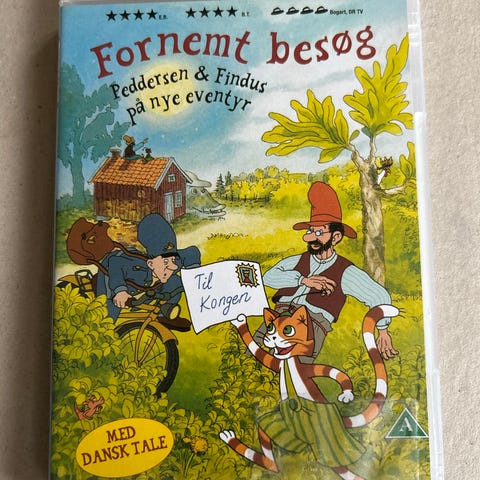 ★★★★ E.B. ★★★★ B.T. Bogart, DR TV
Fornemt besøg
Peddersen & Findus
på nye eventyr
Til
Kongen
MED
DANSK TALE
A